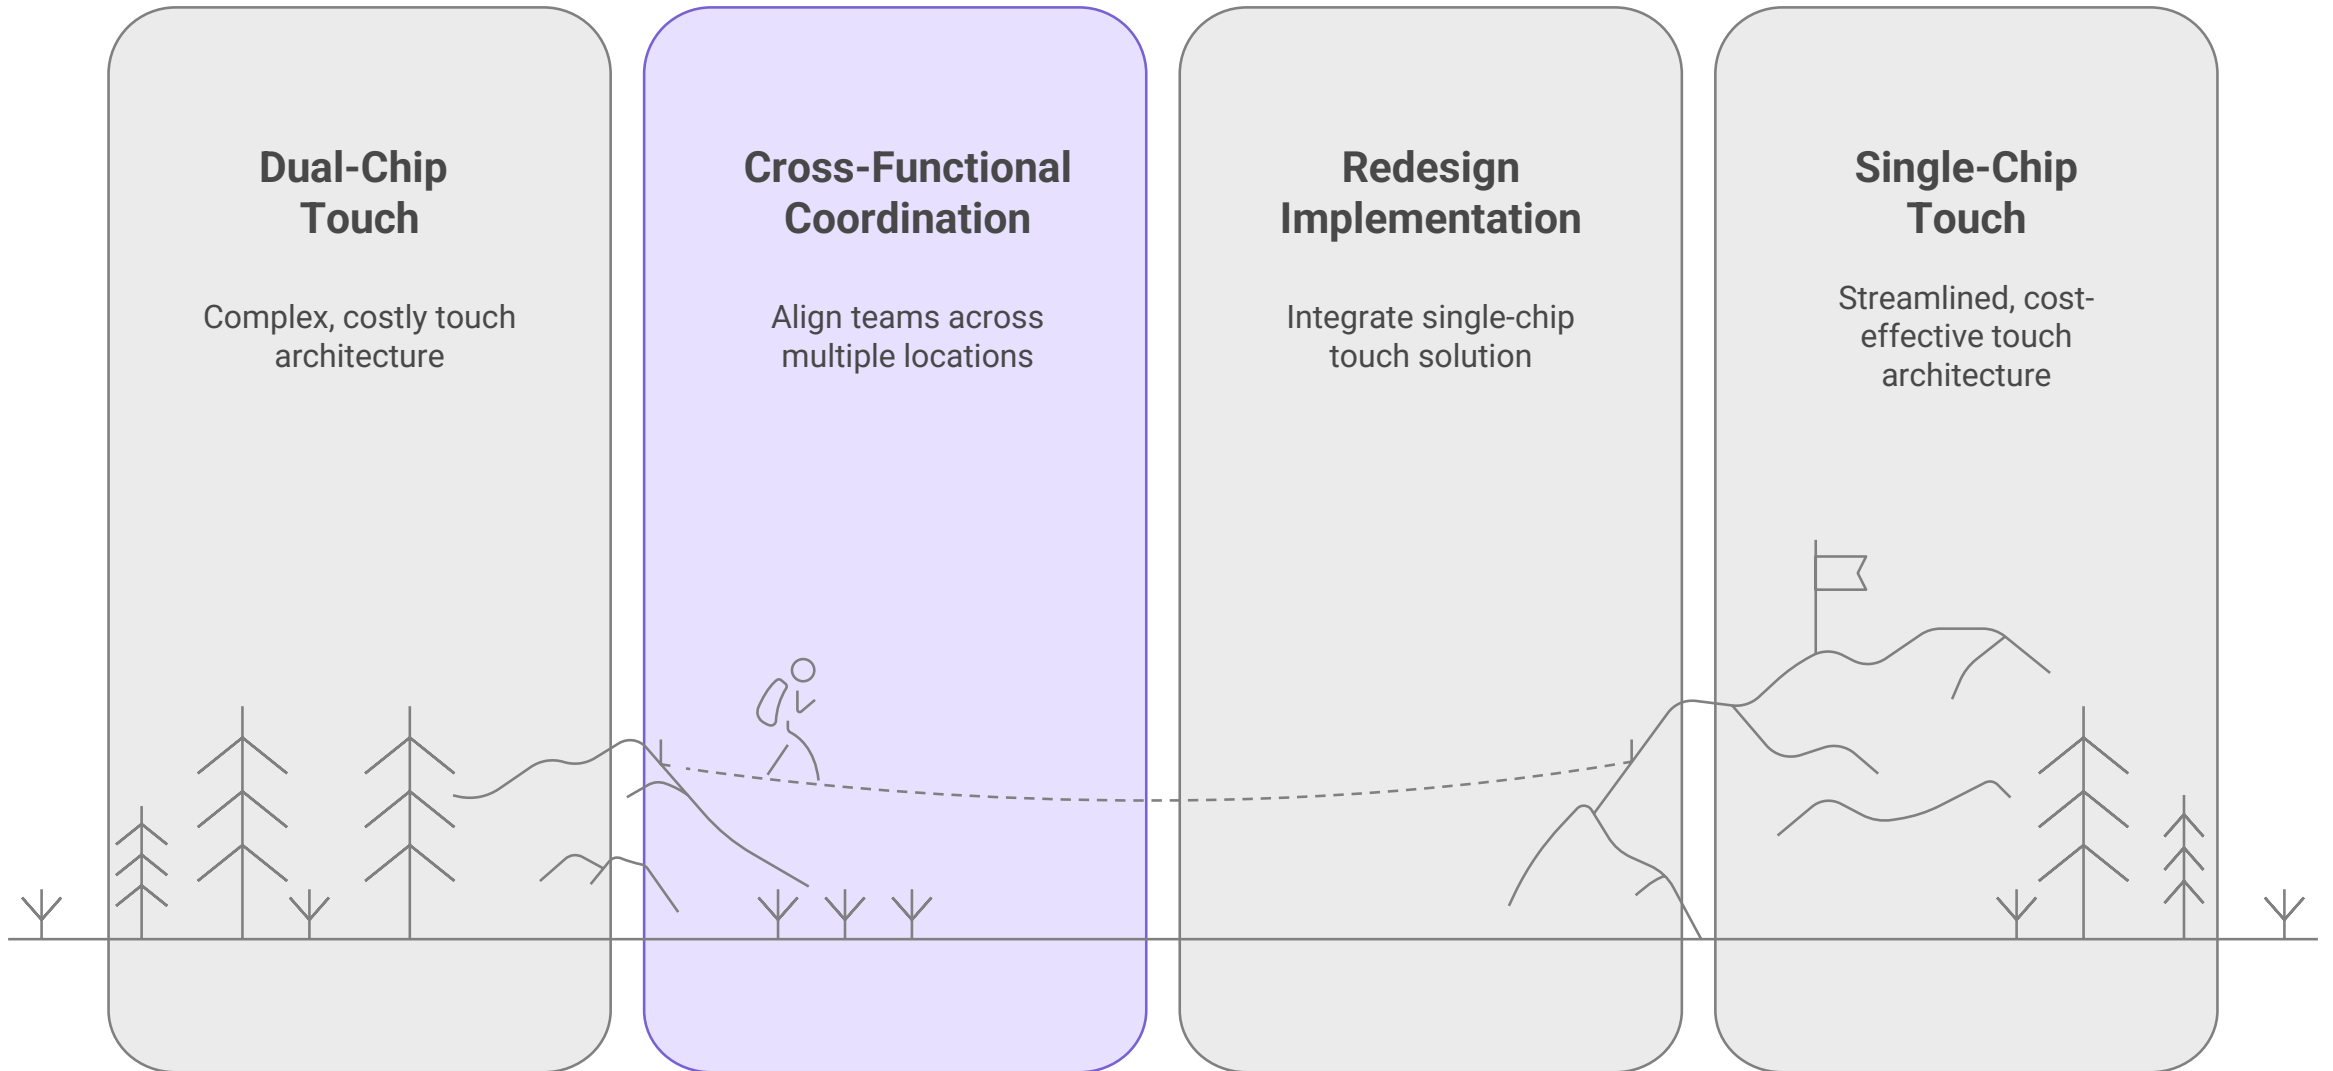 Dual-Chip
Touch
Complex, costly touch
architecture
Cross-Functional
Coordination
Align teams across
multiple locations
Redesign
Implementation
Integrate single-chip
touch solution
Single-Chip
Touch
Streamlined, cost-
effective touch
architecture